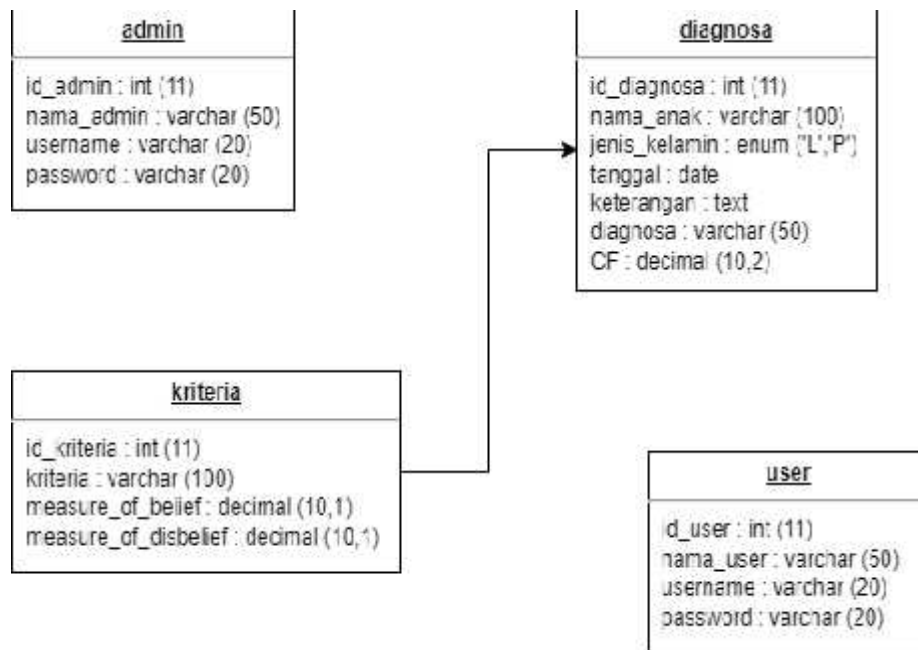 admin
id_admin : int (11)
nama_admin : varchar (50)
username : varchar (20)
password : varchar (20)
diagnosa
id_diagnosa : int (11)
nama_anak : varchar (100)
jenis_kelamin : enum ('L','P')
tanggal : date
keterangan : text
diagnosa : varchar (50)
CF : decimal (10,2)
kriteria
id_kriteria : int (11)
kriteria : varchar (100)
measure_of_belief : decimal (10,1)
measure_of_disbelief : decimal (10,1)
user
id_user : int (11)
nama_user : varchar (50)
username : varchar (20)
password : varchar (20)